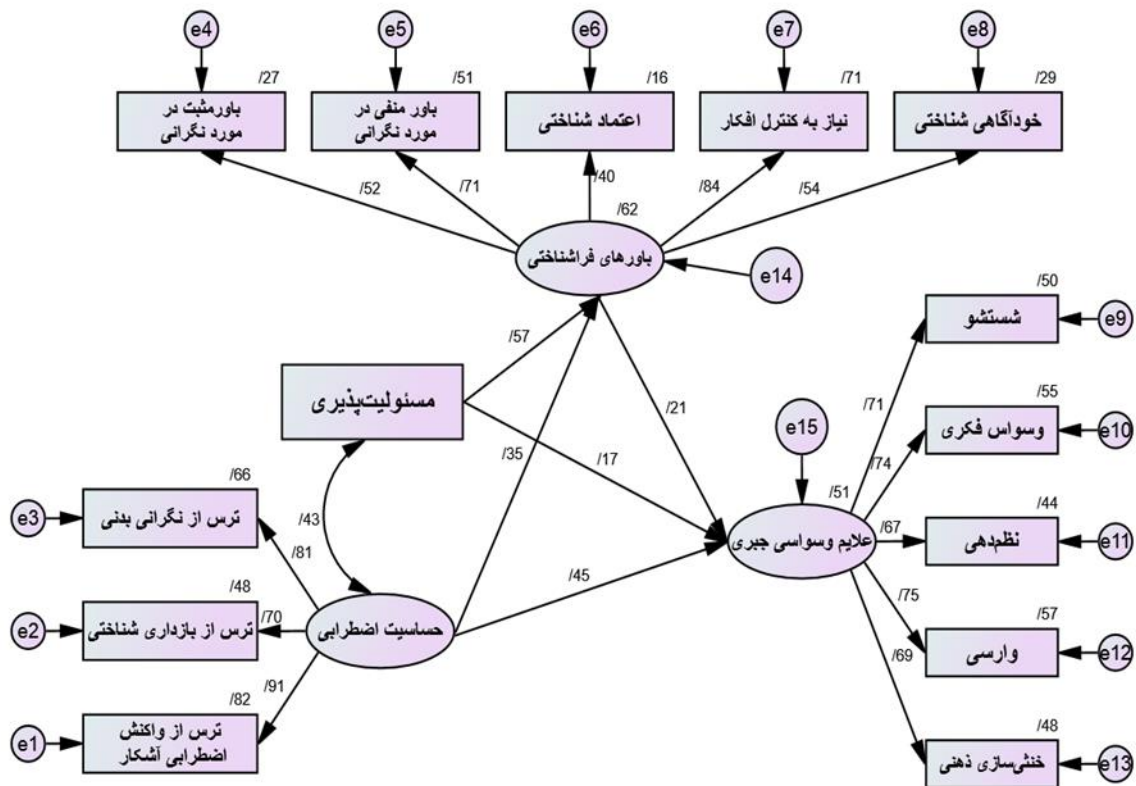 e4
e5
e6
e7
e8
/27
/51
/16
/71
/29
باورمثبت در
مورد نگرانی
باور منفی در
مورد نگرانی
اعتماد شناختی
نیاز به کنترل افکار
خودآگاهی شناختی
/52
/71
/40
/84
/54
/62
باورهای فراشناختی
e14
/57
/50
شستشو
e9
مسئولیت‌پذیری
/21
/71
/55
e15
وسواس فکری
e10
/35
/17
/74
/66
ترس از نگرانی بدنی
e3
/43
/81
/51
علایم وسواسی جبری
/67
/44
نظم‌دهی
e11
/45
/48
ترس از بازداری شناختی
e2
/70
حساسیت اضطرابی
/75
/57
وارسی
e12
/69
/91
/82
ترس از واکنش
اضطرابی آشکار
e1
/48
خنثی‌سازی ذهنی
e13